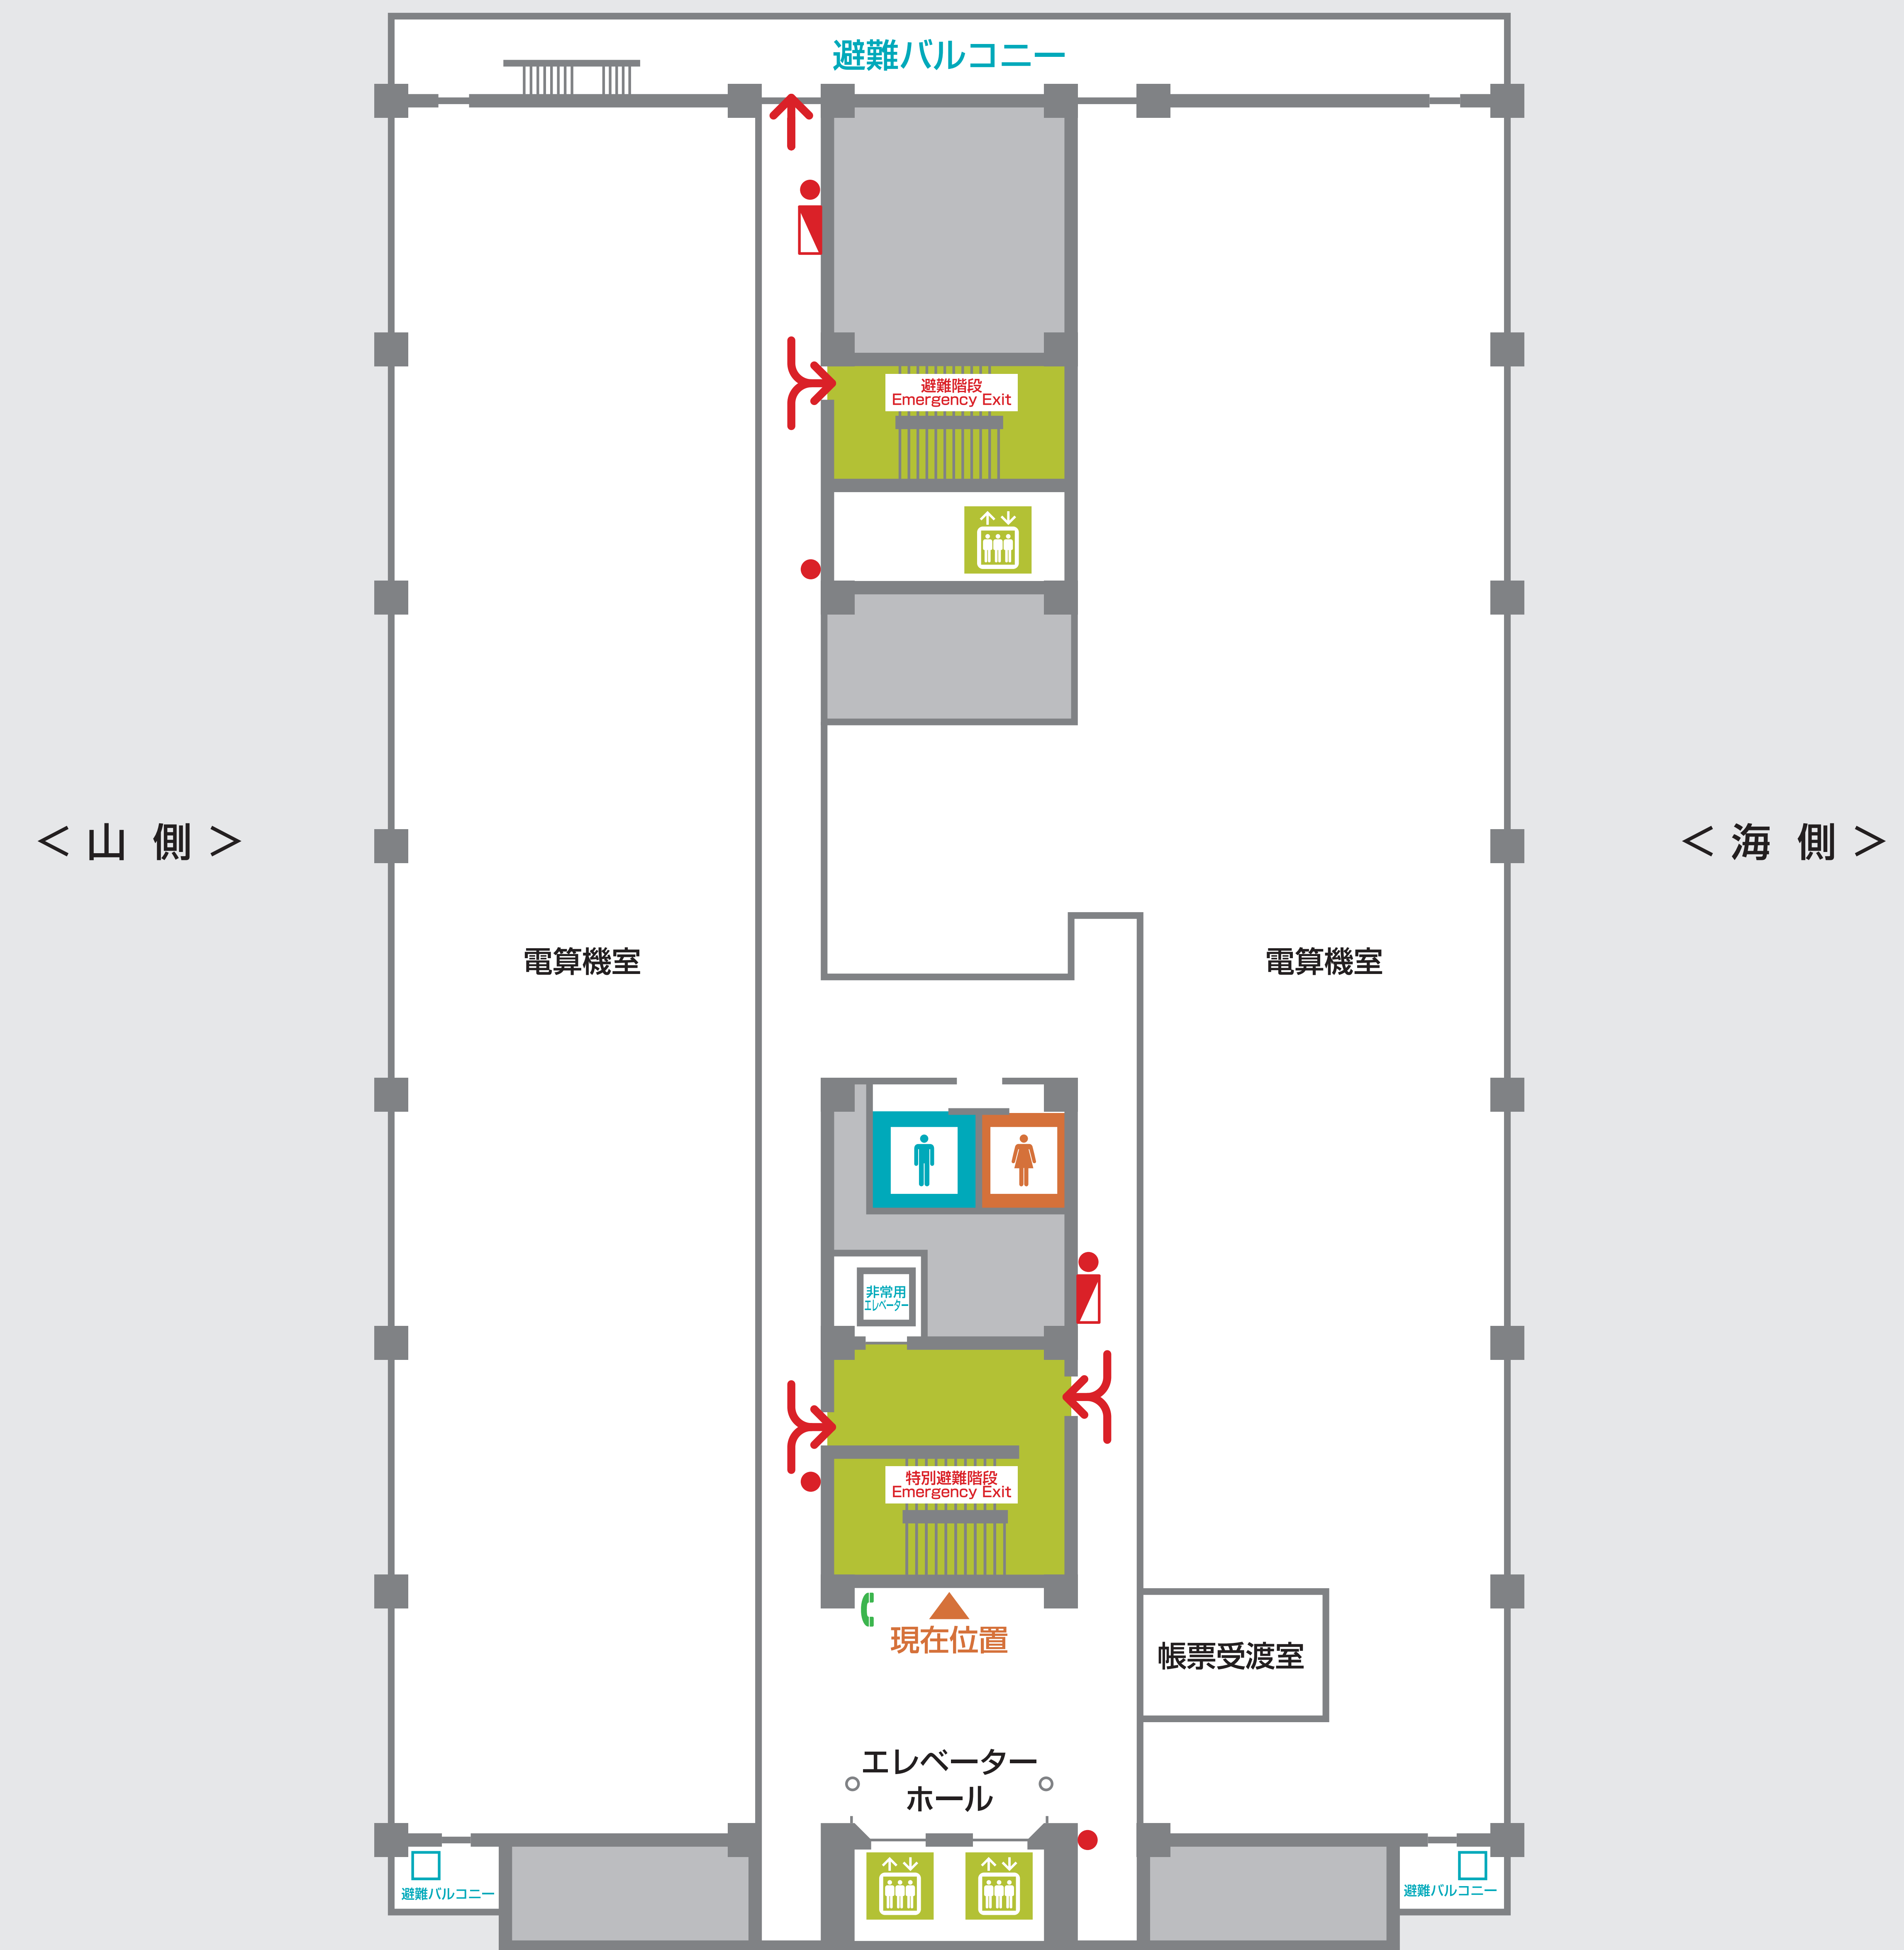 避難バルコニー
避難階段
Emergency Exit
＜山 側＞
＜海 側＞
電算機室
電算機室
非常用
エレベーター
特別避難階段
Emergency Exit
現在位置
帳票受渡室
エレベーター
ホール
避難バルコニー
避難バルコニー